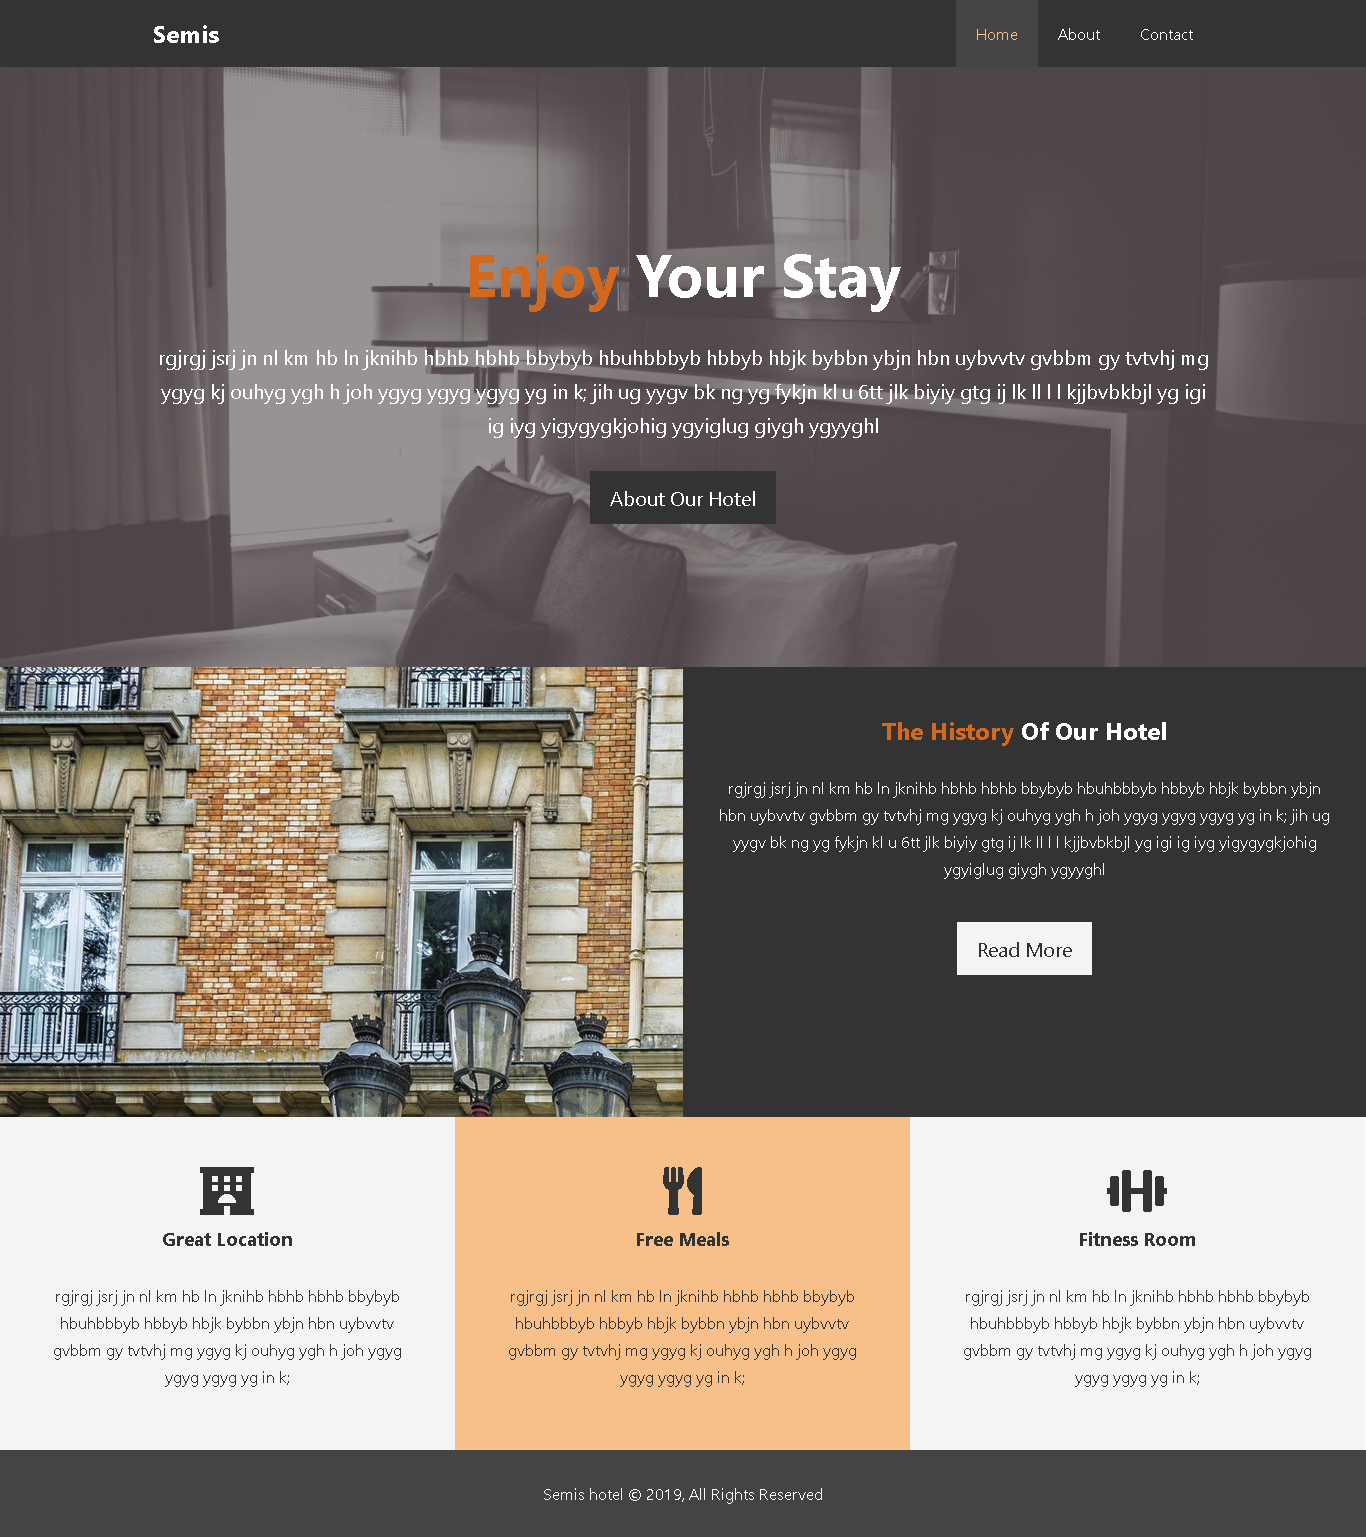 Semis
Home About Contact
Enjoy Your Stay
rgjrgj jsrj jn nl km hb ln jknihb hbhb hbhb bbybyb hbuhbbbyb hbbyb hbjk bybbn ybjn hbn uybvvtv gvbbm gy tvtvhj mg
ygyg kj ouhyg ygh h joh ygyg ygyg ygyg yg in k; jih ug yygv bk ng yg fykjn kl u 6tt jlk biyiy gtg ij lk ll l l kjjbvbkbjl yg igi
ig iyg yigygygkjohig ygyiglug giygh ygyyghl
About Our Hotel
The History Of Our Hotel
rgjrgj jsrj jn nl km hb ln jknihb hbhb hbhb bbybyb hbuhbbbyb hbbyb hbjk bybbn ybjn
hbn uybvvtv gvbbm gy tvtvhj mg ygyg kj ouhyg ygh h joh ygyg ygyg ygyg yg in k; jih ug
yygv bk ng yg fykjn kl u 6tt jlk biyiy gtg ij lk ll l l kjjbvbkbjl yg igi ig iyg yigygygkjohig
ygyiglug giygh ygyyghl
Read More
Great Location
rgjrgj jsrj jn nl km hb ln jknihb hbhb hbhb bbybyb
hbuhbbbyb hbbyb hbjk bybbn ybjn hbn uybvvtv
gvbbm gy tvtvhj mg ygyg kj ouhyg ygh h joh ygyg
ygyg ygyg yg in k;
Free Meals
rgjrgj jsrj jn nl km hb ln jknihb hbhb hbhb bbybyb
hbuhbbbyb hbbyb hbjk bybbn ybjn hbn uybvvtv
gvbbm gy tvtvhj mg ygyg kj ouhyg ygh h joh ygyg
ygyg ygyg yg in k;
Fitness Room
rgjrgj jsrj jn nl km hb ln jknihb hbhb hbhb bbybyb
hbuhbbbyb hbbyb hbjk bybbn ybjn hbn uybvvtv
gvbbm gy tvtvhj mg ygyg kj ouhyg ygh h joh ygyg
ygyg ygyg yg in k;
Semis hotel © 2019, All Rights Reserved